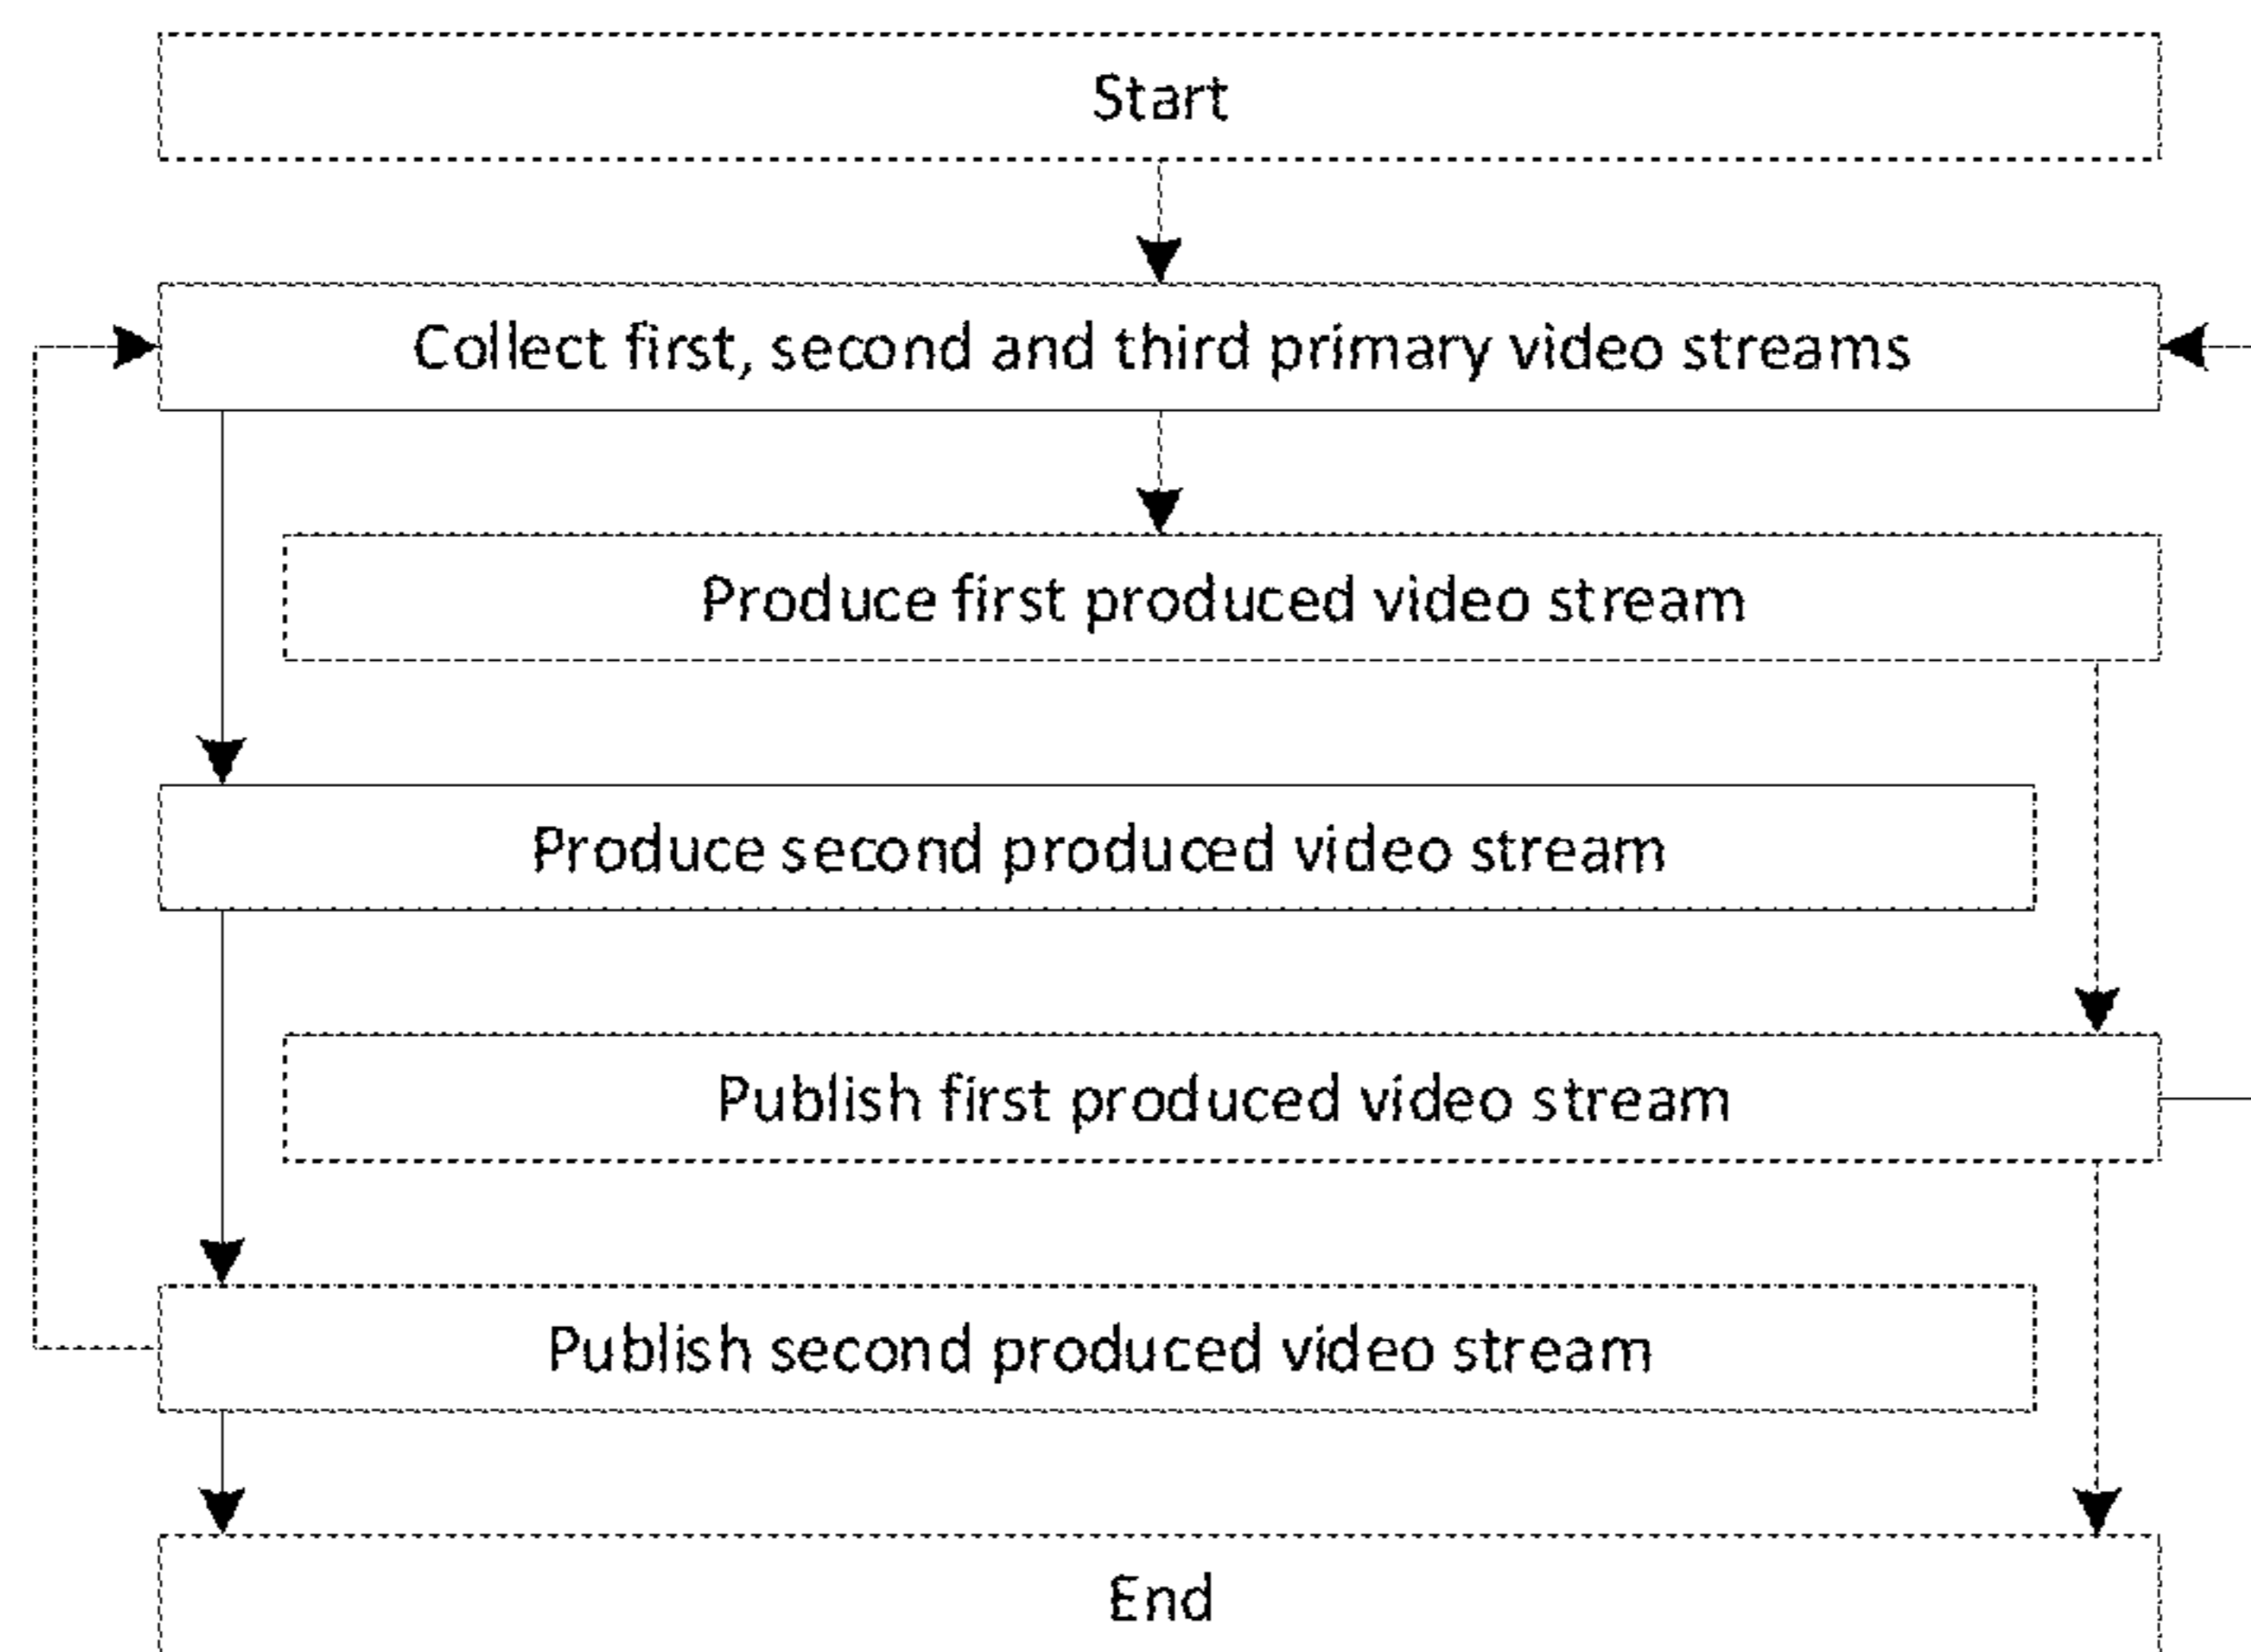 Start
Collect first, second and third primary video streams
Produce first produced video stream
Produce second produced video stream
Publish first produced video stream
Publish second produced video stream
End